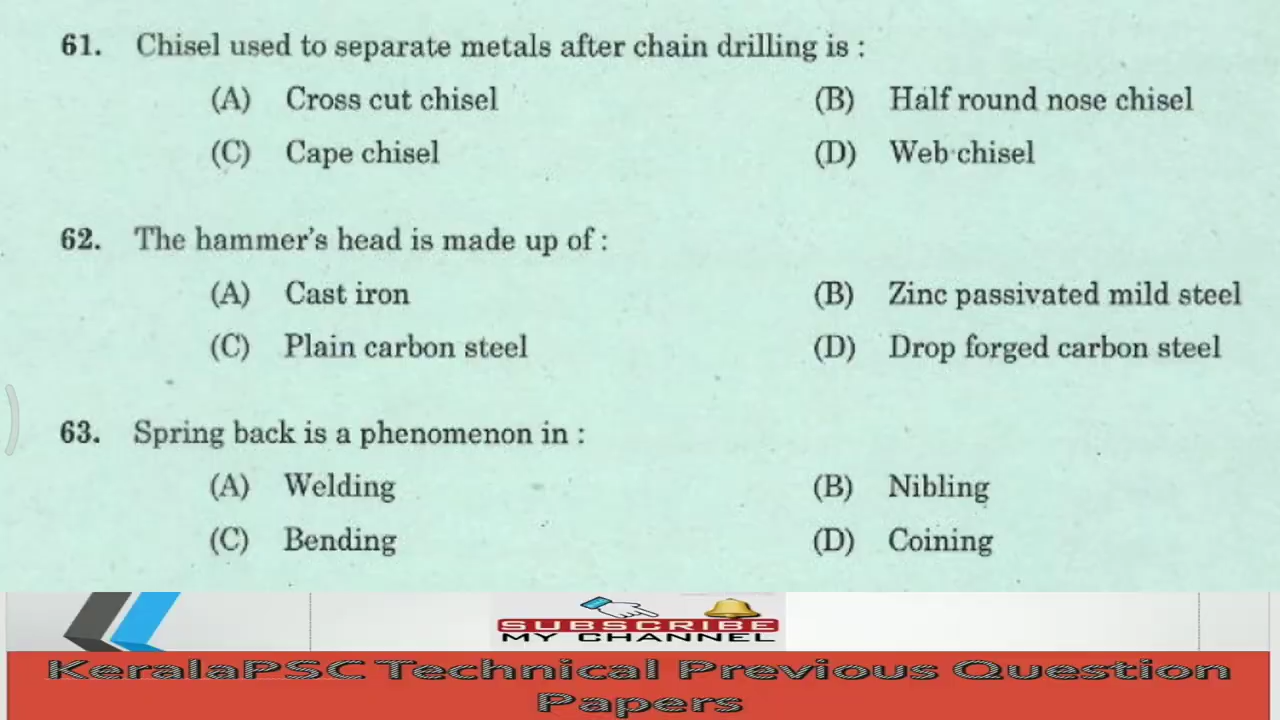 61. Chisel used to separate metals after chain drilling is :
(A) Cross cut chisel (B) Half round nose chisel
(C) Cape chisel (D) Web chisel
62. The hammer's head is made up of :
(A) Cast iron (B) Zinc passivated mild steel
(C) Plain carbon steel (D) Drop forged carbon steel
63. Spring back is a phenomenon in :
(A) Welding (B) Nibling
(C) Bending (D) Coining
SUBSCRIBE
MY CHANNEL
KeralaPSC Technical Previous Question
Papers